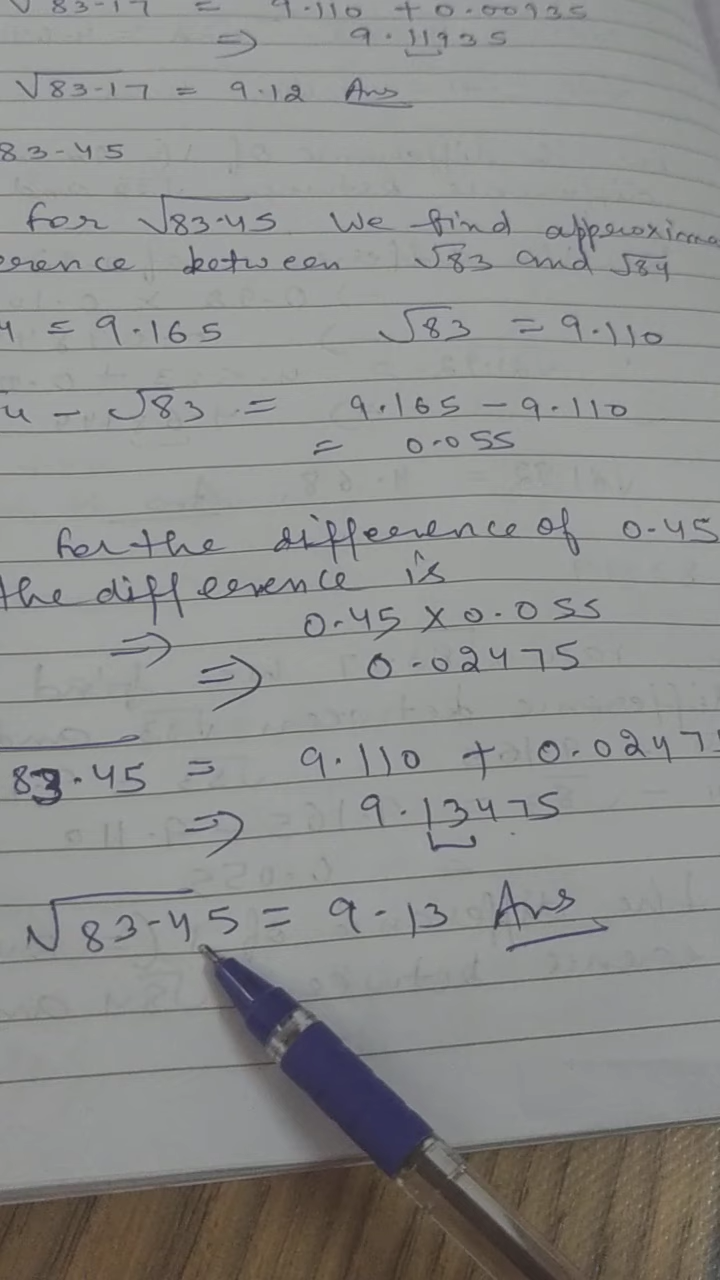 √83.17 = 9.110 + 0.00935
⇒ 9.11935
√83.17 = 9.12 Ans
83.45
for √83.45 We find approxima
erence between √83 and √84
4 = 9.165 √83 = 9.110
4 - √83 = 9.165 - 9.110
= 0.055
for the difference of 0.45
the difference is
⇒ 0.45 x 0.055
⇒ 0.02475
83.45 = 9.110 + 0.02475
⇒ 9.13475
√83.45 = 9.13 Ans